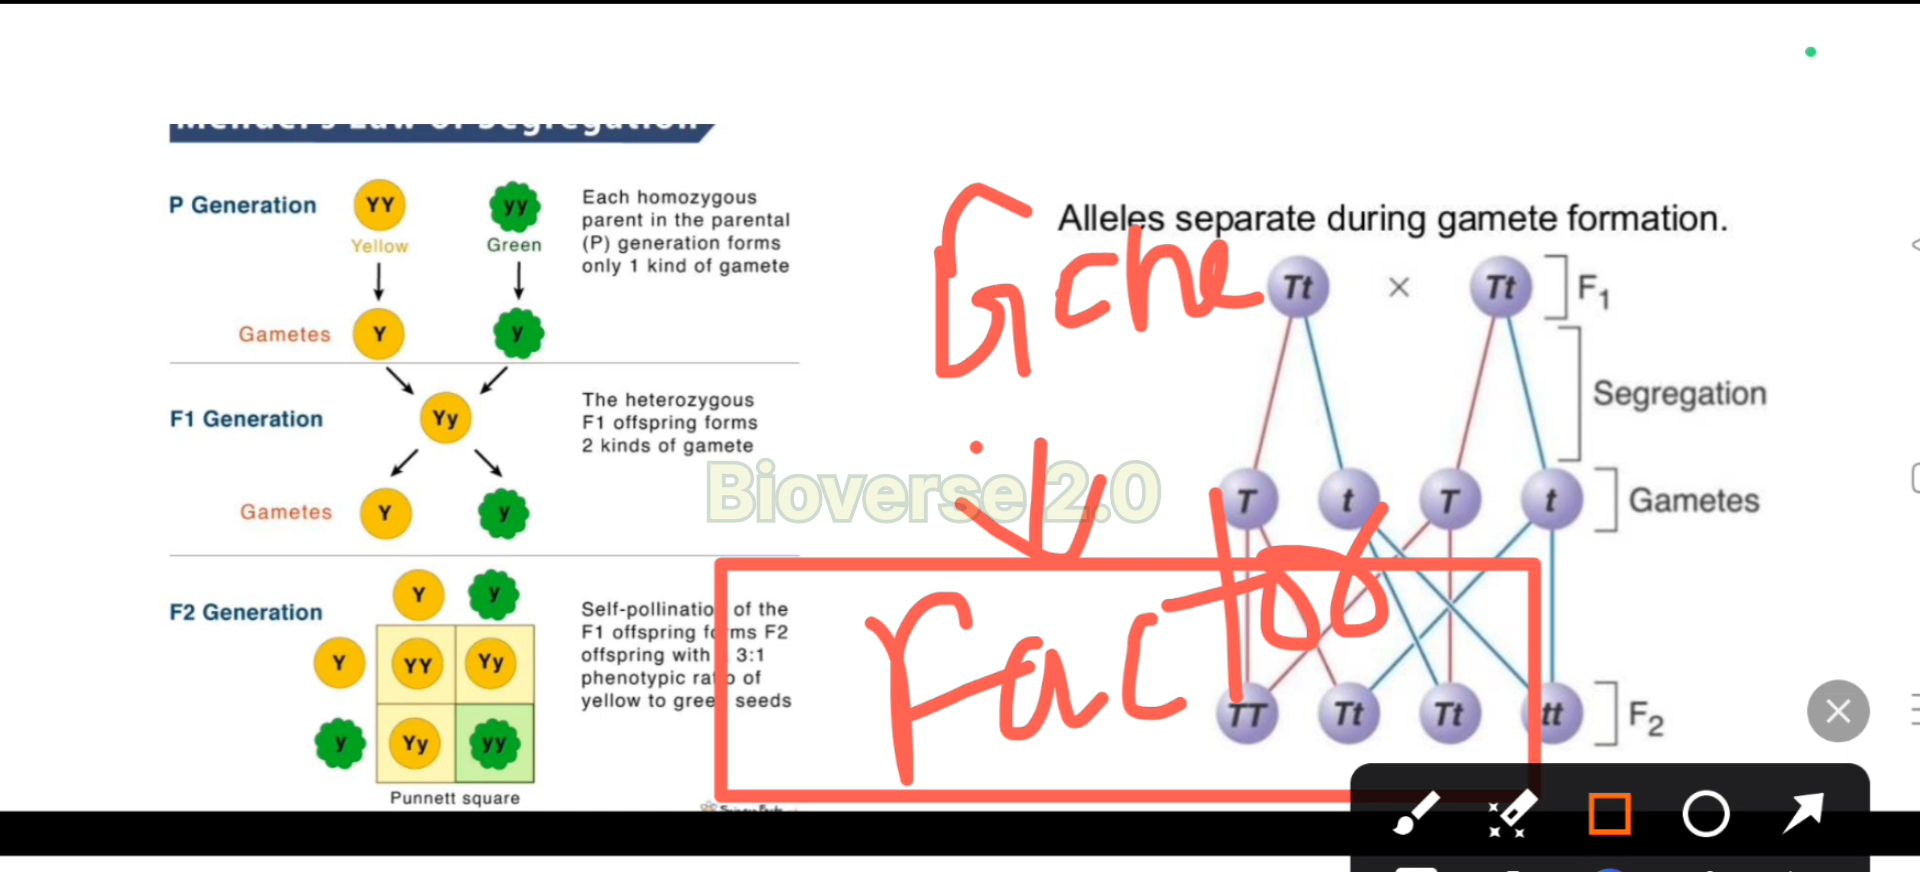 Mendel's Law of Segregation
P Generation
YY
yy
Yellow
Green
Each homozygous
parent in the parental
(P) generation forms
only 1 kind of gamete
Gametes
Y
y
F1 Generation
Yy
The heterozygous
F1 offspring forms
2 kinds of gamete
Gametes
Y
y
F2 Generation
Y
y
Y
YY
Yy
y
Yy
yy
Punnett square
Self-pollination of the
F1 offspring forms F2
offspring with 3:1
phenotypic ratio of
yellow to green seeds
Bioverse 2.0
Gene
Factor
Alleles separate during gamete formation.
Tt × Tt F1
Segregation
T t T t Gametes
TT Tt Tt tt F2